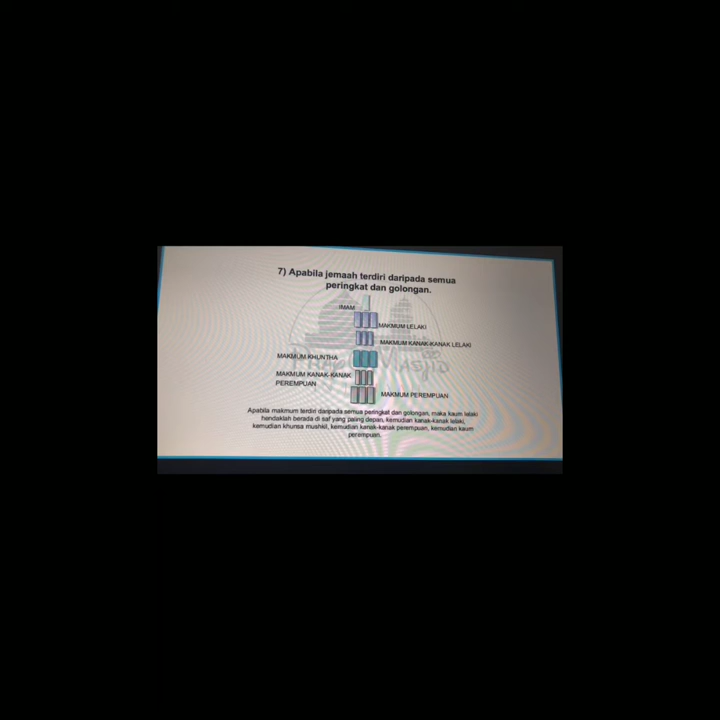 7) Apabila jemaah terdiri daripada semua
peringkat dan golongan.
IMAM
MAKMUM LELAKI
MAKMUM KANAK-KANAK LELAKI
MAKMUM KHUNTHA
MAKMUM KANAK-KANAK
PEREMPUAN
MAKMUM PEREMPUAN
Apabila makmum terdiri daripada semua peringkat dan golongan, maka kaum lelaki
hendaklah berada di saf yang paling depan, kemudian kanak-kanak lelaki,
kemudian khunsa mushkil, kemudian kanak-kanak perempuan, kemudian kaum
perempuan.